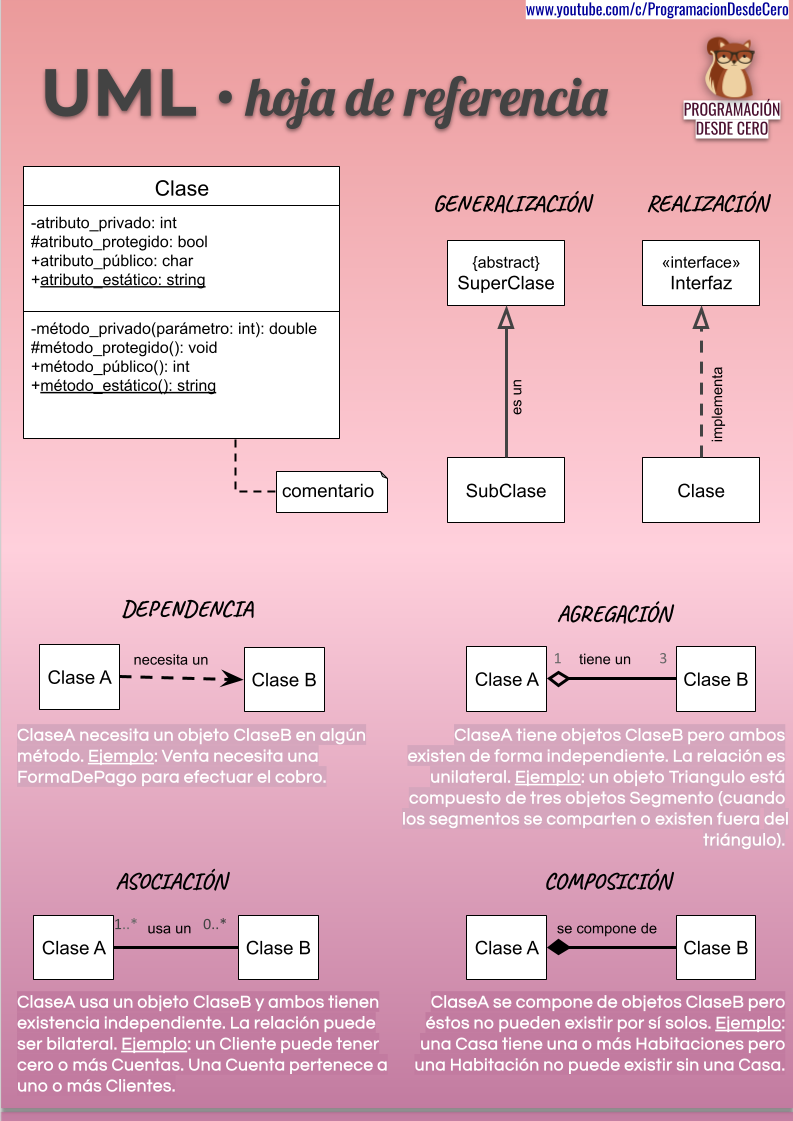 www.youtube.com/c/ProgramacionDesdeCero
UML • hoja de referencia
PROGRAMACIÓN
DESDE CERO
Clase
-atributo_privado: int
#atributo_protegido: bool
+atributo_público: char
+atributo_estático: string
-método_privado(parámetro: int): double
#método_protegido(): void
+método_público(): int
+método_estático(): string
comentario
GENERALIZACIÓN
{abstract}
SuperClase
es un
SubClase
REALIZACIÓN
«interface»
Interfaz
implementa
Clase
DEPENDENCIA
Clase A
necesita un
Clase B
ClaseA necesita un objeto ClaseB en algún
método. Ejemplo: Venta necesita una
FormaDePago para efectuar el cobro.
AGREGACIÓN
Clase A
1 tiene un 3
Clase B
ClaseA tiene objetos ClaseB pero ambos
existen de forma independiente. La relación es
unilateral. Ejemplo: un objeto Triangulo está
compuesto de tres objetos Segmento (cuando
los segmentos se comparten o existen fuera del
triángulo).
ASOCIACIÓN
Clase A
1..* usa un 0..*
Clase B
ClaseA usa un objeto ClaseB y ambos tienen
existencia independiente. La relación puede
ser bilateral. Ejemplo: un Cliente puede tener
cero o más Cuentas. Una Cuenta pertenece a
uno o más Clientes.
COMPOSICIÓN
Clase A
se compone de
Clase B
ClaseA se compone de objetos ClaseB pero
éstos no pueden existir por sí solos. Ejemplo:
una Casa tiene una o más Habitaciones pero
una Habitación no puede existir sin una Casa.